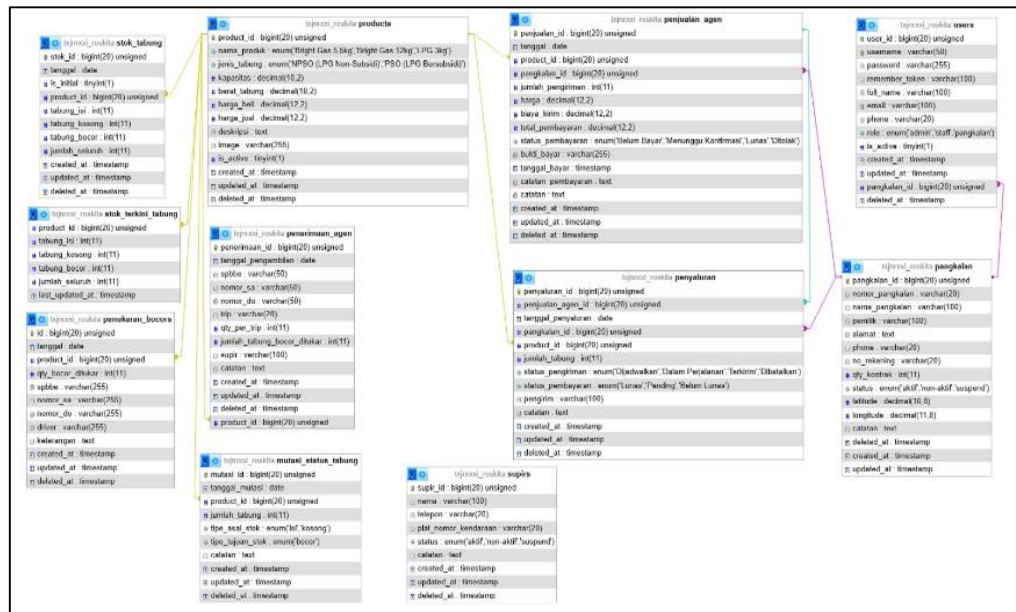 stok_tabung
stok_id : bigint(20) unsigned
tanggal : date
is_initial : tinyint(1)
product_id : bigint(20) unsigned
tabung_isi : int(11)
tabung_kosong : int(11)
tabung_bocor : int(11)
jumlah_seluruh : int(11)
created_at : timestamp
updated_at : timestamp
deleted_at : timestamp
stok_terkini_tabung
product_id : bigint(20) unsigned
tabung_isi : int(11)
tabung_kosong : int(11)
tabung_bocor : int(11)
jumlah_seluruh : int(11)
last_updated_at : timestamp
penukaran_bocors
id : bigint(20) unsigned
tanggal : date
product_id : bigint(20) unsigned
qty_bocor_ditukar : int(11)
spbbe : varchar(255)
nomor_sa : varchar(255)
nomor_do : varchar(255)
driver : varchar(255)
keterangan : text
created_at : timestamp
updated_at : timestamp
deleted_at : timestamp
products
product_id : bigint(20) unsigned
nama_produk : enum('Bright Gas 5.5kg','Bright Gas 12kg','LPG 3kg')
jenis_tabung : enum('NPSO (LPG Non-Subsidi)','PSO (LPG Bersubsidi)')
kapasitas : decimal(10,2)
berat_tabung : decimal(10,2)
harga_beli : decimal(12,2)
harga_jual : decimal(12,2)
deskripsi : text
image : varchar(255)
is_active : tinyint(1)
created_at : timestamp
updated_at : timestamp
deleted_at : timestamp
penerimaan_agen
penerimaan_id : bigint(20) unsigned
tanggal_pengambilan : date
spbbe : varchar(50)
nomor_sa : varchar(50)
nomor_do : varchar(50)
trip : varchar(20)
qty_per_trip : int(11)
jumlah_tabung_bocor_ditukar : int(11)
supir : varchar(100)
catatan : text
created_at : timestamp
updated_at : timestamp
deleted_at : timestamp
product_id : bigint(20) unsigned
mutasi_status_tabung
mutasi_id : bigint(20) unsigned
tanggal_mutasi : date
product_id : bigint(20) unsigned
jumlah_tabung : int(11)
tipe_asal_stok : enum('isi','kosong')
tipe_tujuan_stok : enum('bocor')
catatan : text
created_at : timestamp
updated_at : timestamp
deleted_at : timestamp
supirs
supir_id : bigint(20) unsigned
nama : varchar(100)
telepon : varchar(20)
plat_nomor_kendaraan : varchar(20)
status : enum('aktif','non-aktif','suspend')
catatan : text
created_at : timestamp
updated_at : timestamp
deleted_at : timestamp
penjualan_agen
penjualan_id : bigint(20) unsigned
tanggal : date
product_id : bigint(20) unsigned
pangkalan_id : bigint(20) unsigned
jumlah_pengiriman : int(11)
harga : decimal(12,2)
biaya_kirim : decimal(12,2)
total_pembayaran : decimal(12,2)
status_pembayaran : enum('Belum Bayar','Menunggu Konfirmasi','Lunas','Ditolak')
bukti_bayar : varchar(255)
tanggal_bayar : timestamp
catatan_pembayaran : text
catatan : text
created_at : timestamp
updated_at : timestamp
deleted_at : timestamp
penyaluran
penyaluran_id : bigint(20) unsigned
penjualan_agen_id : bigint(20) unsigned
tanggal_penyaluran : date
pangkalan_id : bigint(20) unsigned
product_id : bigint(20) unsigned
jumlah_tabung : int(11)
status_pengiriman : enum('Dijadwalkan','Dalam Perjalanan','Terkirim','Dibatalkan')
status_pembayaran : enum('Lunas','Pending','Belum Lunas')
pengirim : varchar(100)
catatan : text
created_at : timestamp
updated_at : timestamp
deleted_at : timestamp
users
user_id : bigint(20) unsigned
username : varchar(50)
password : varchar(255)
remember_token : varchar(100)
full_name : varchar(100)
email : varchar(100)
phone : varchar(20)
role : enum('admin','staff','pangkalan')
is_active : tinyint(1)
created_at : timestamp
updated_at : timestamp
pangkalan_id : bigint(20) unsigned
deleted_at : timestamp
pangkalan
pangkalan_id : bigint(20) unsigned
nomor_pangkalan : varchar(20)
nama_pangkalan : varchar(100)
pemilik : varchar(100)
alamat : text
phone : varchar(20)
no_rekening : varchar(20)
qty_kontrak : int(11)
status : enum('aktif','non-aktif','suspend')
latitude : decimal(10,8)
longitude : decimal(11,8)
catatan : text
deleted_at : timestamp
created_at : timestamp
updated_at : timestamp